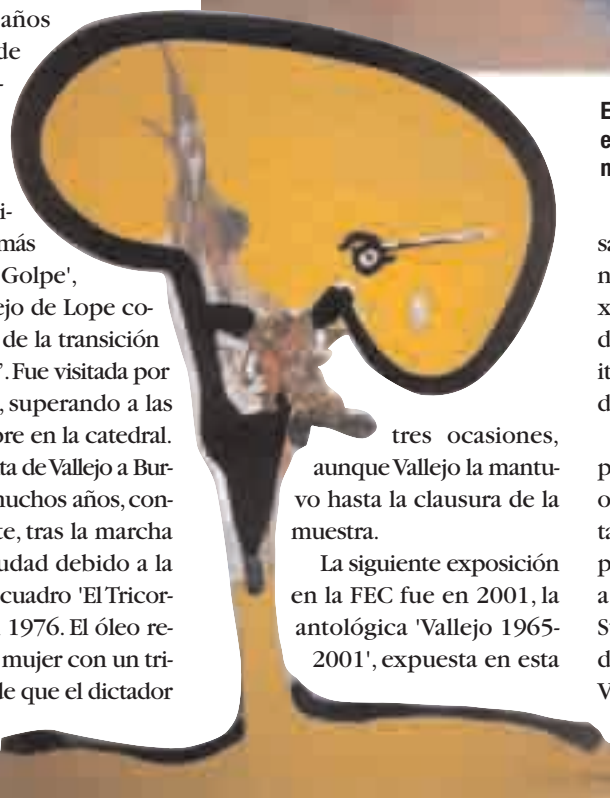 años
de
-
i-
más
Golpe',
ejo de Lope co-
de la transición
'. Fue visitada por
, superando a las
bre en la catedral.
ta de Vallejo a Bur-
muchos años, con-
te, tras la marcha
udad debido a la
cuadro 'El Tricor-
1976. El óleo re-
mujer con un tri-
de que el dictador
tres ocasiones,
aunque Vallejo la mantu-
vo hasta la clausura de la
muestra.
La siguiente exposición
en la FEC fue en 2001, la
antológica 'Vallejo 1965-
2001', expuesta en esta
E
e
n
sa
n
x
d
it
d
p
o
ta
p
a
S
d
V